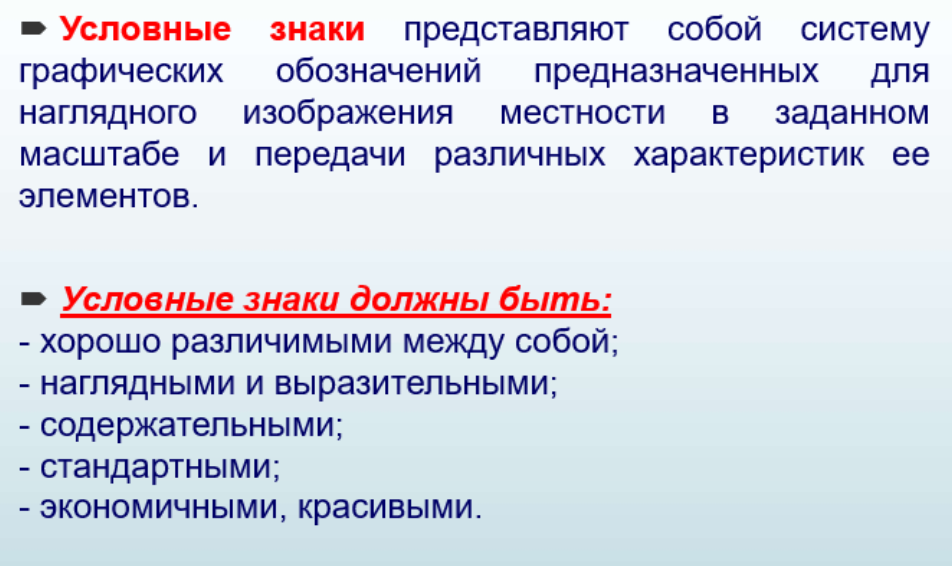 Условные знаки представляют собой систему
графических обозначений предназначенных для
наглядного изображения местности в заданном
масштабе и передачи различных характеристик ее
элементов.
Условные знаки должны быть:
- хорошо различимыми между собой;
- наглядными и выразительными;
- содержательными;
- стандартными;
- экономичными, красивыми.